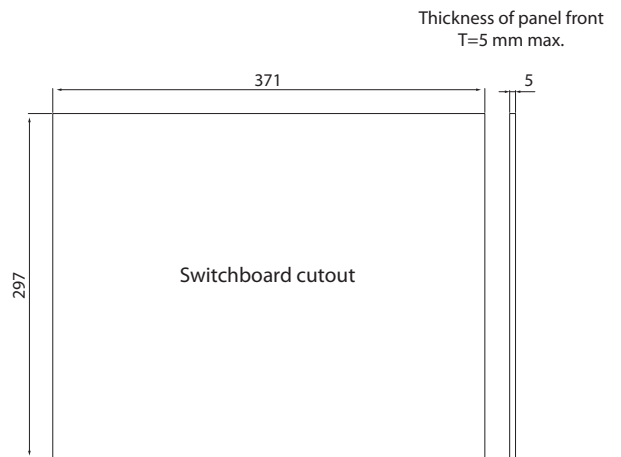 Thickness of panel front
T=5 mm max.
371
5
297
Switchboard cutout